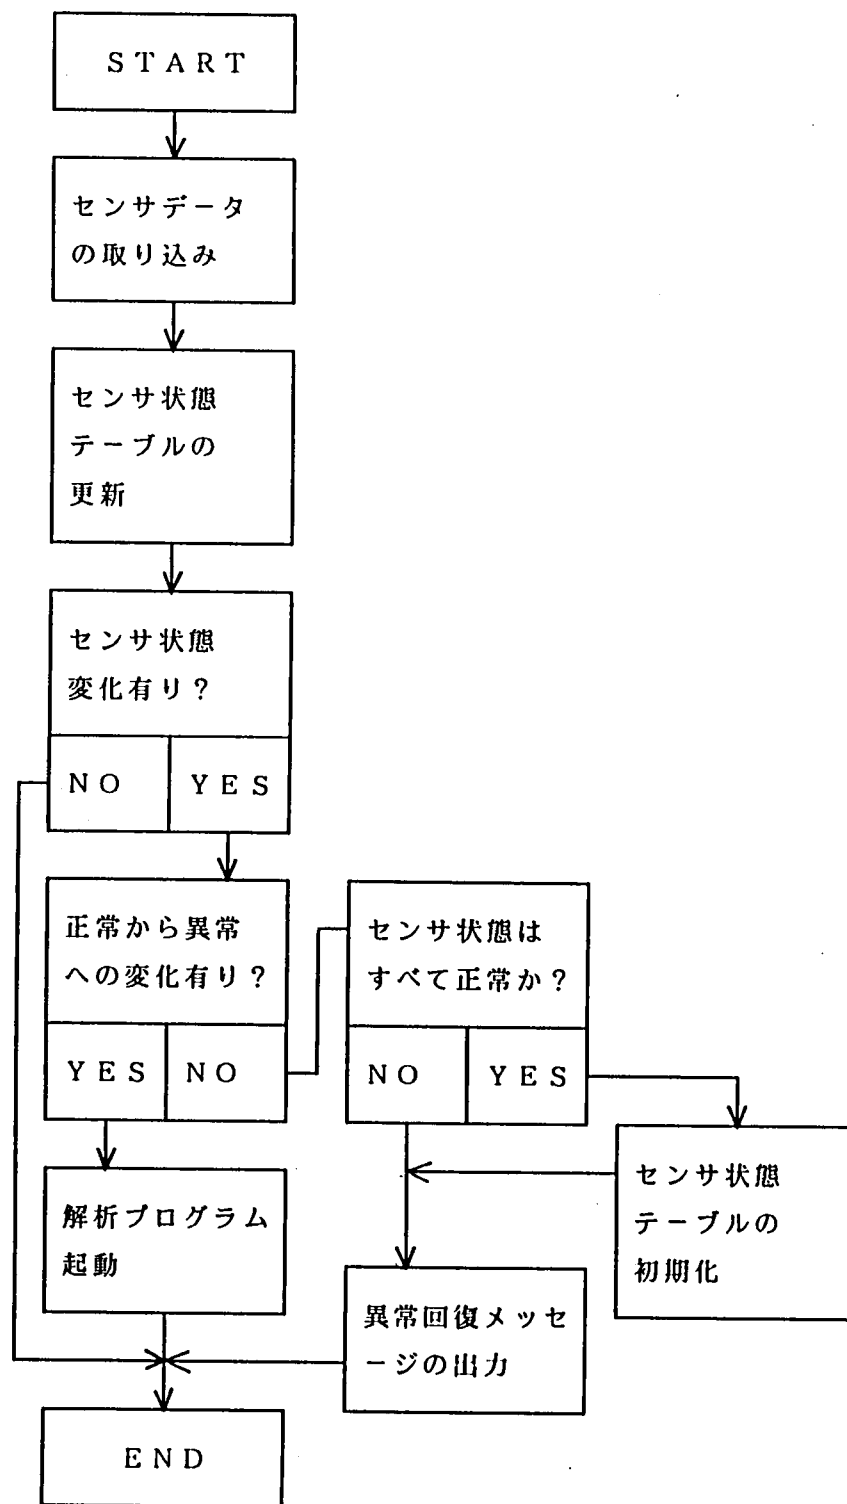 START
センサデータ
の取り込み
センサ状態
テーブルの
更新
センサ状態
変化有り?
NO
YES
正常から異常
への変化有り?
YES
NO
センサ状態は
すべて正常か?
NO
YES
解析プログラム
起動
センサ状態
テーブルの
初期化
異常回復メッセ
ージの出力
END